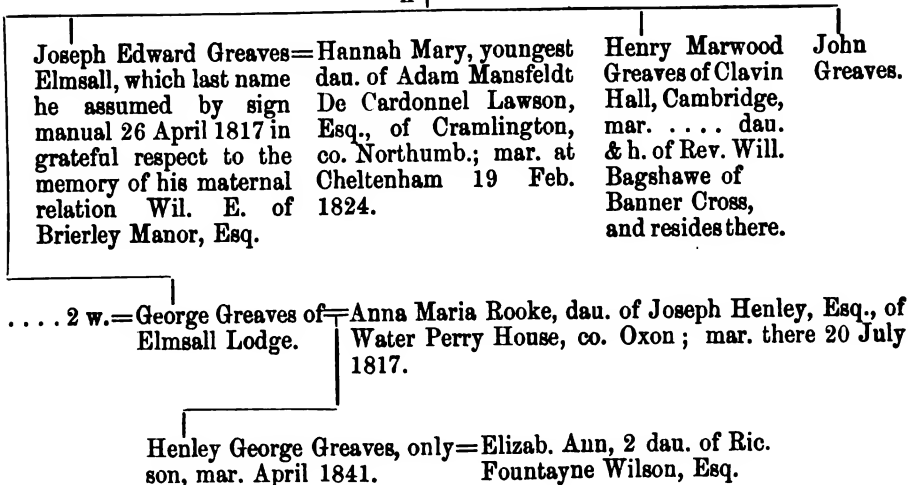 Joseph Edward Greaves=
Elmsall, which last name
he assumed by sign
manual 26 April 1817 in
grateful respect to the
memory of his maternal
relation Wil. E. of
Brierley Manor, Esq.
Hannah Mary, youngest
dau. of Adam Mansfeldt
De Cardonnel Lawson,
Esq., of Cramlington,
co. Northumb.; mar. at
Cheltenham 19 Feb.
1824.
Henry Marwood
Greaves of Clavin
Hall, Cambridge,
mar. .... dau.
& h. of Rev. Will.
Bagshawe of
Banner Cross,
and resides there.
John
Greaves.
.... 2 w.=George Greaves of=Anna Maria Rooke, dau. of Joseph Henley, Esq., of
Elmsall Lodge.
Water Perry House, co. Oxon; mar. there 20 July
1817.
Henley George Greaves, only=Elizab. Ann, 2 dau. of Ric.
son, mar. April 1841.
Fountayne Wilson, Esq.